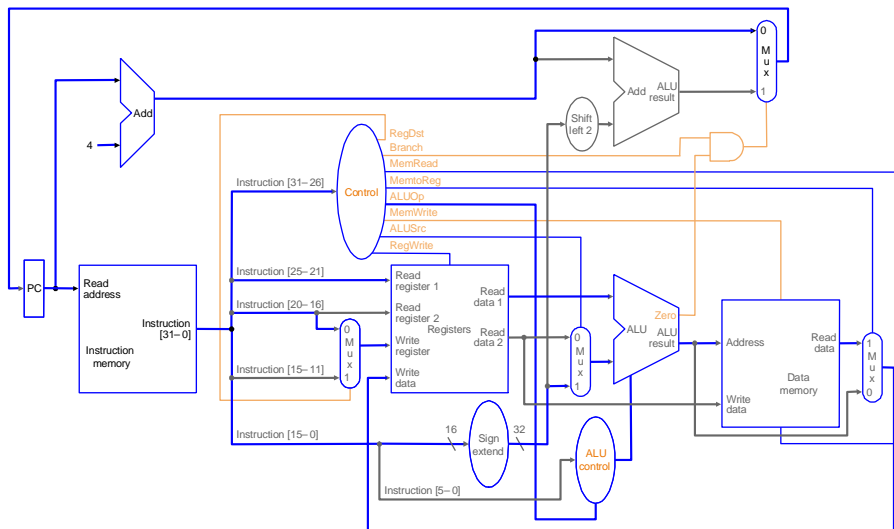 0
M
u
x
1
Add
ALU
result
Add
4
Shift
left 2
RegDst
Branch
MemRead
MemtoReg
ALUOp
MemWrite
ALUSrc
RegWrite
Control
Instruction [31–26]
Instruction [25–21]
Instruction [20–16]
Instruction [15–11]
Instruction [15–0]
Instruction [5–0]
PC
Read
address
Instruction
[31–0]
Instruction
memory
0
M
u
x
1
Read
register 1
Read
register 2
Write
register
Write
data
Registers
Read
data 1
Read
data 2
0
M
u
x
1
Zero
ALU
ALU
result
Address
Read
data
Write
data
Data
memory
1
M
u
x
0
16
Sign
extend
32
ALU
control